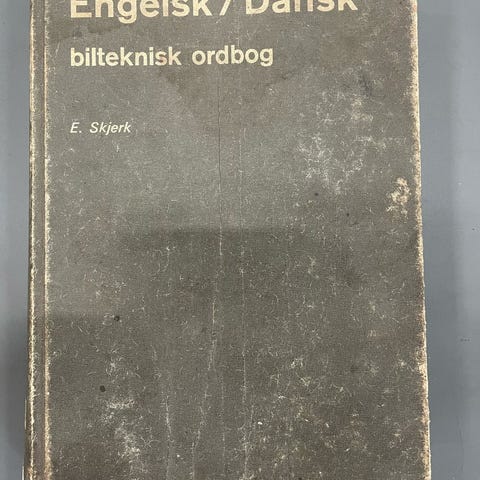 Engelsk / Dansk
bilteknisk ordbog
E. Skjerk